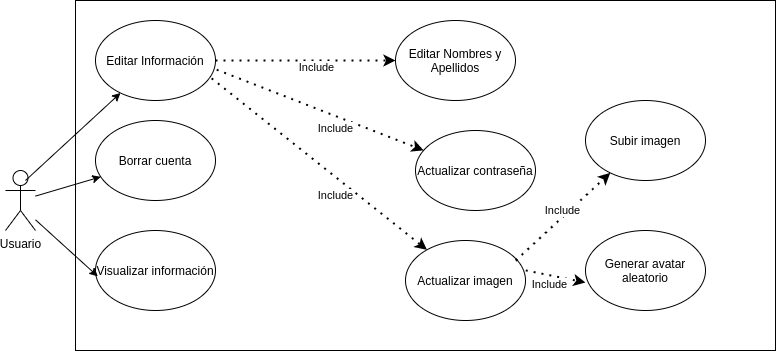 Editar Información
Include
Editar Nombres y
Apellidos
Include
Borrar cuenta
Actualizar contraseña
Subir imagen
Include
Usuario
Visualizar información
Actualizar imagen
Include
Include
Generar avatar
aleatorio